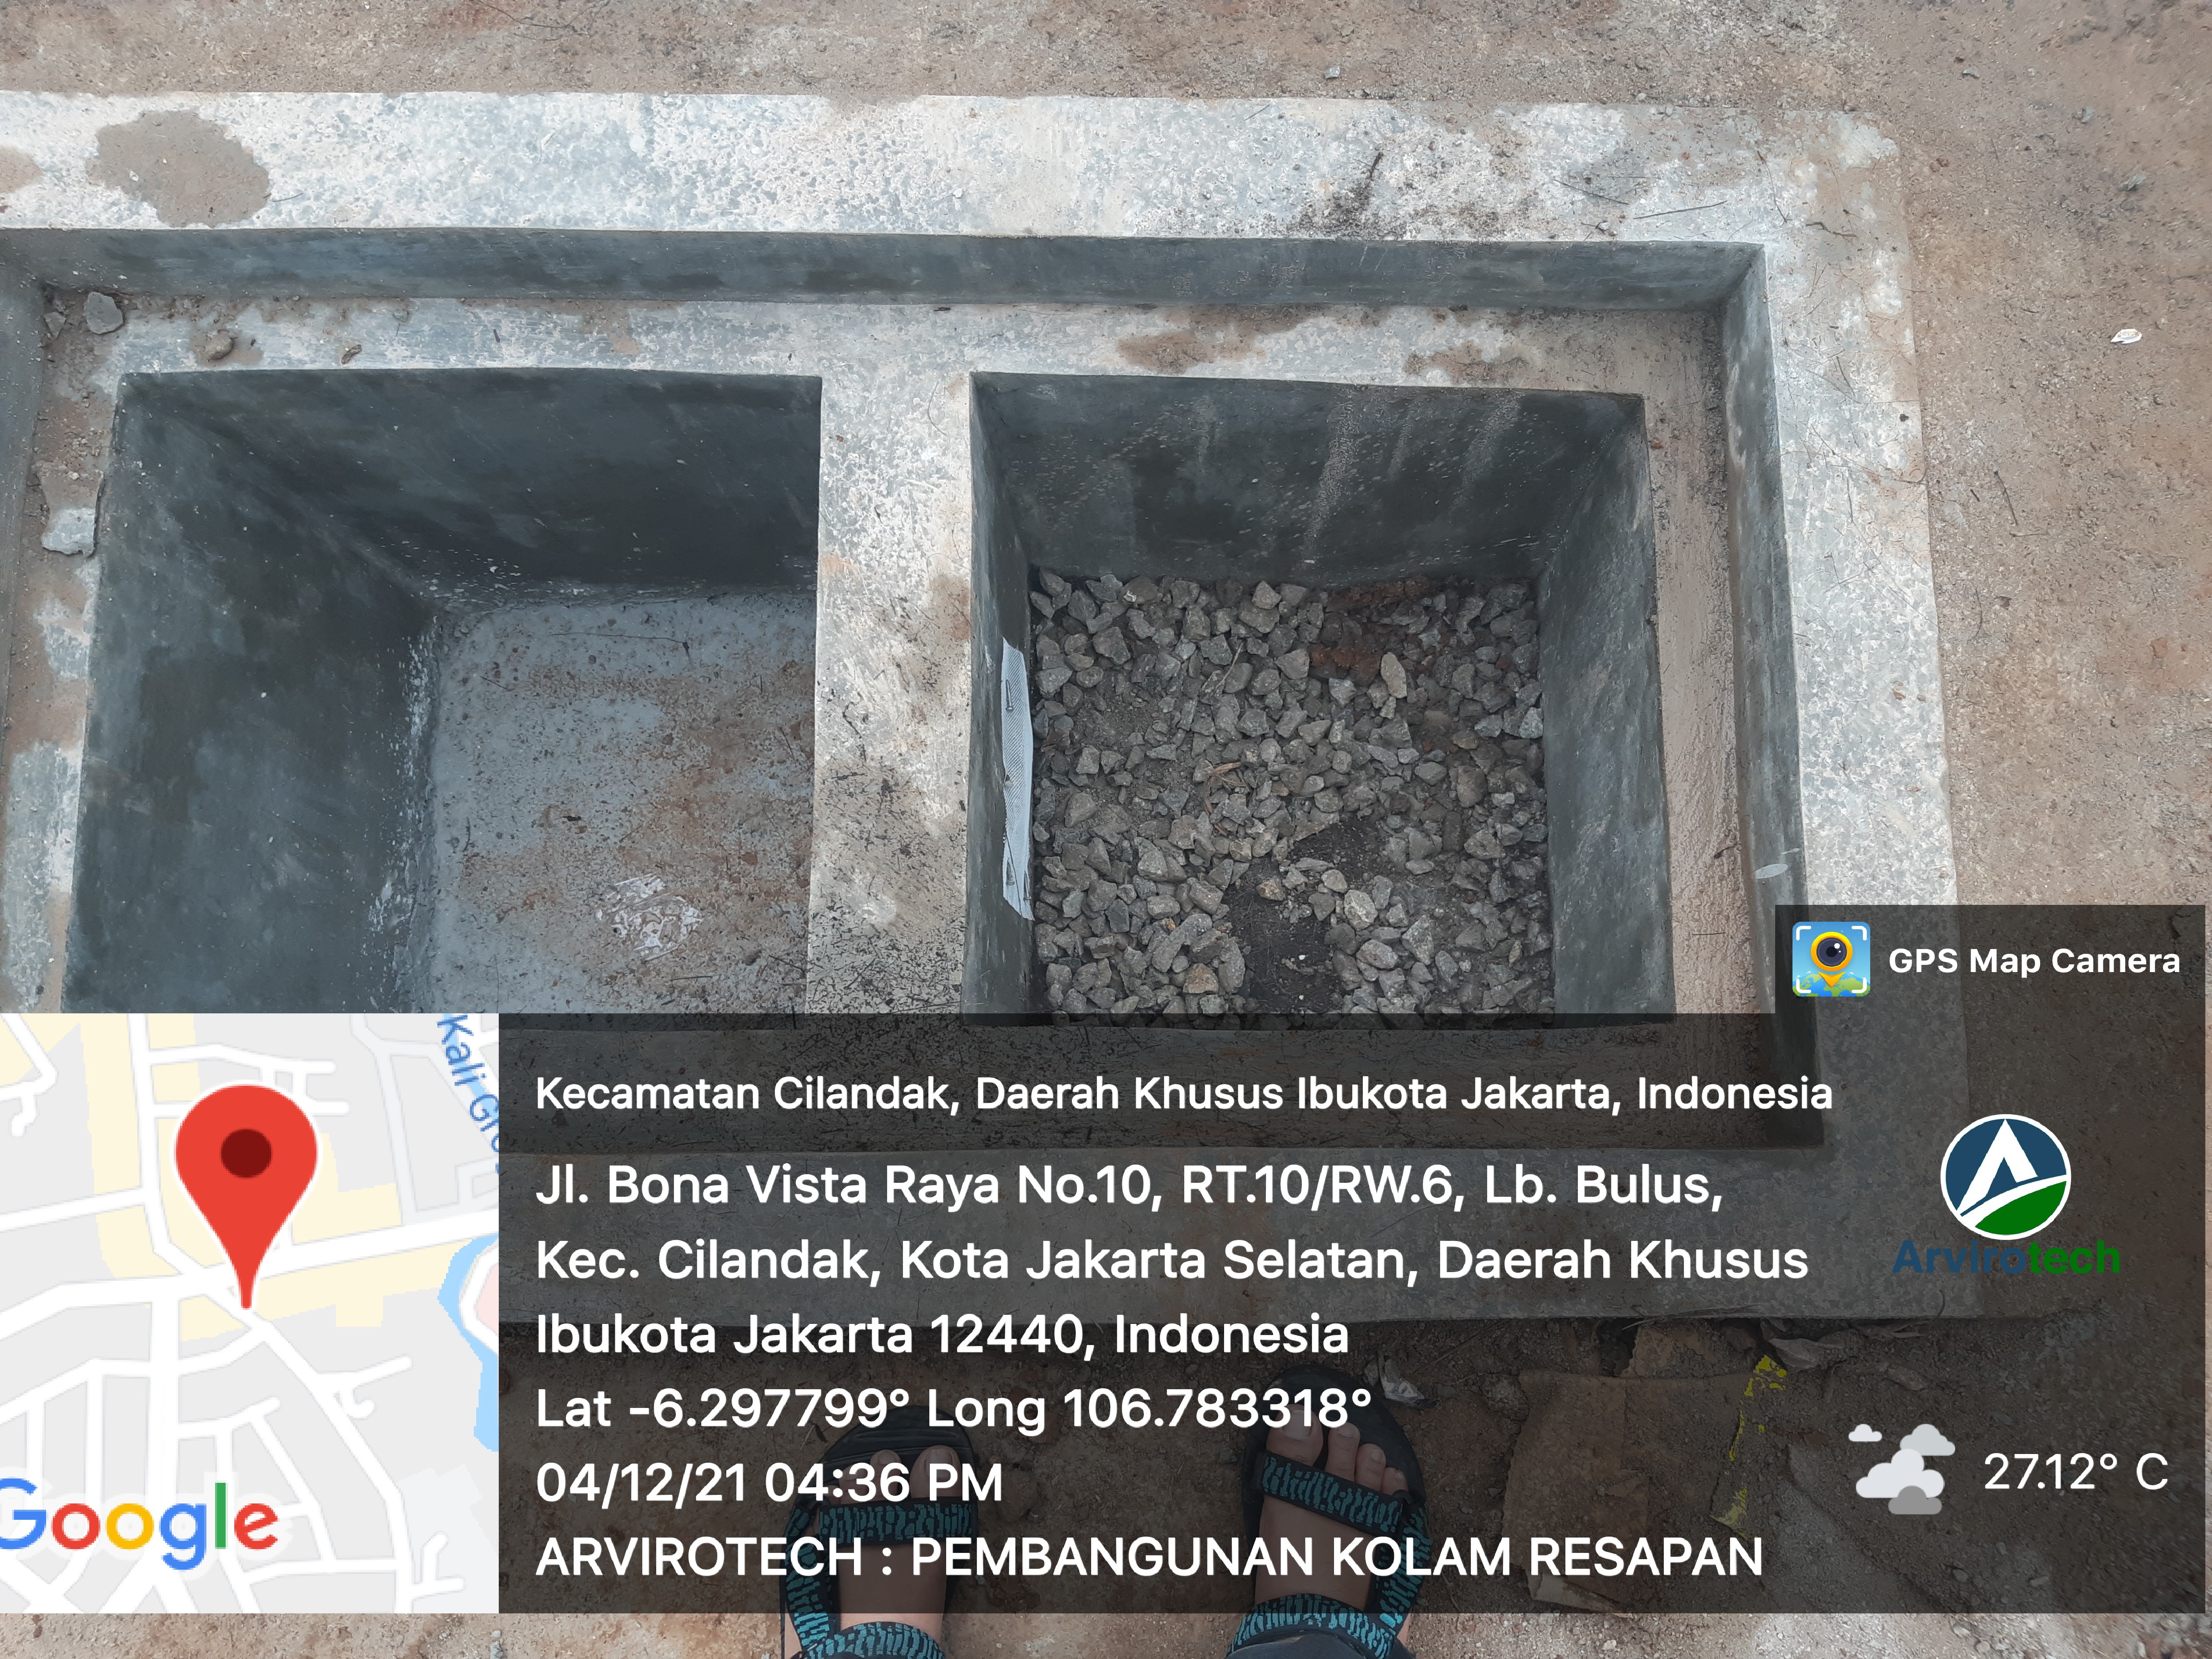 GPS Map Camera
Kecamatan Cilandak, Daerah Khusus Ibukota Jakarta, Indonesia
Jl. Bona Vista Raya No.10, RT.10/RW.6, Lb. Bulus,
Kec. Cilandak, Kota Jakarta Selatan, Daerah Khusus
Ibukota Jakarta 12440, Indonesia
Lat -6.297799° Long 106.783318°
04/12/21 04:36 PM
ARVIROTECH : PEMBANGUNAN KOLAM RESAPAN
Arvirotech
27.12° C
Kali
Google